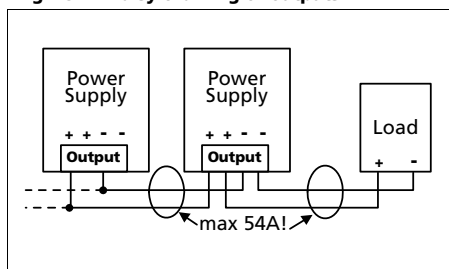 Power
Supply
+ + - -
Output
Power
Supply
+ + - -
Output
Load
+ -
max 54A!